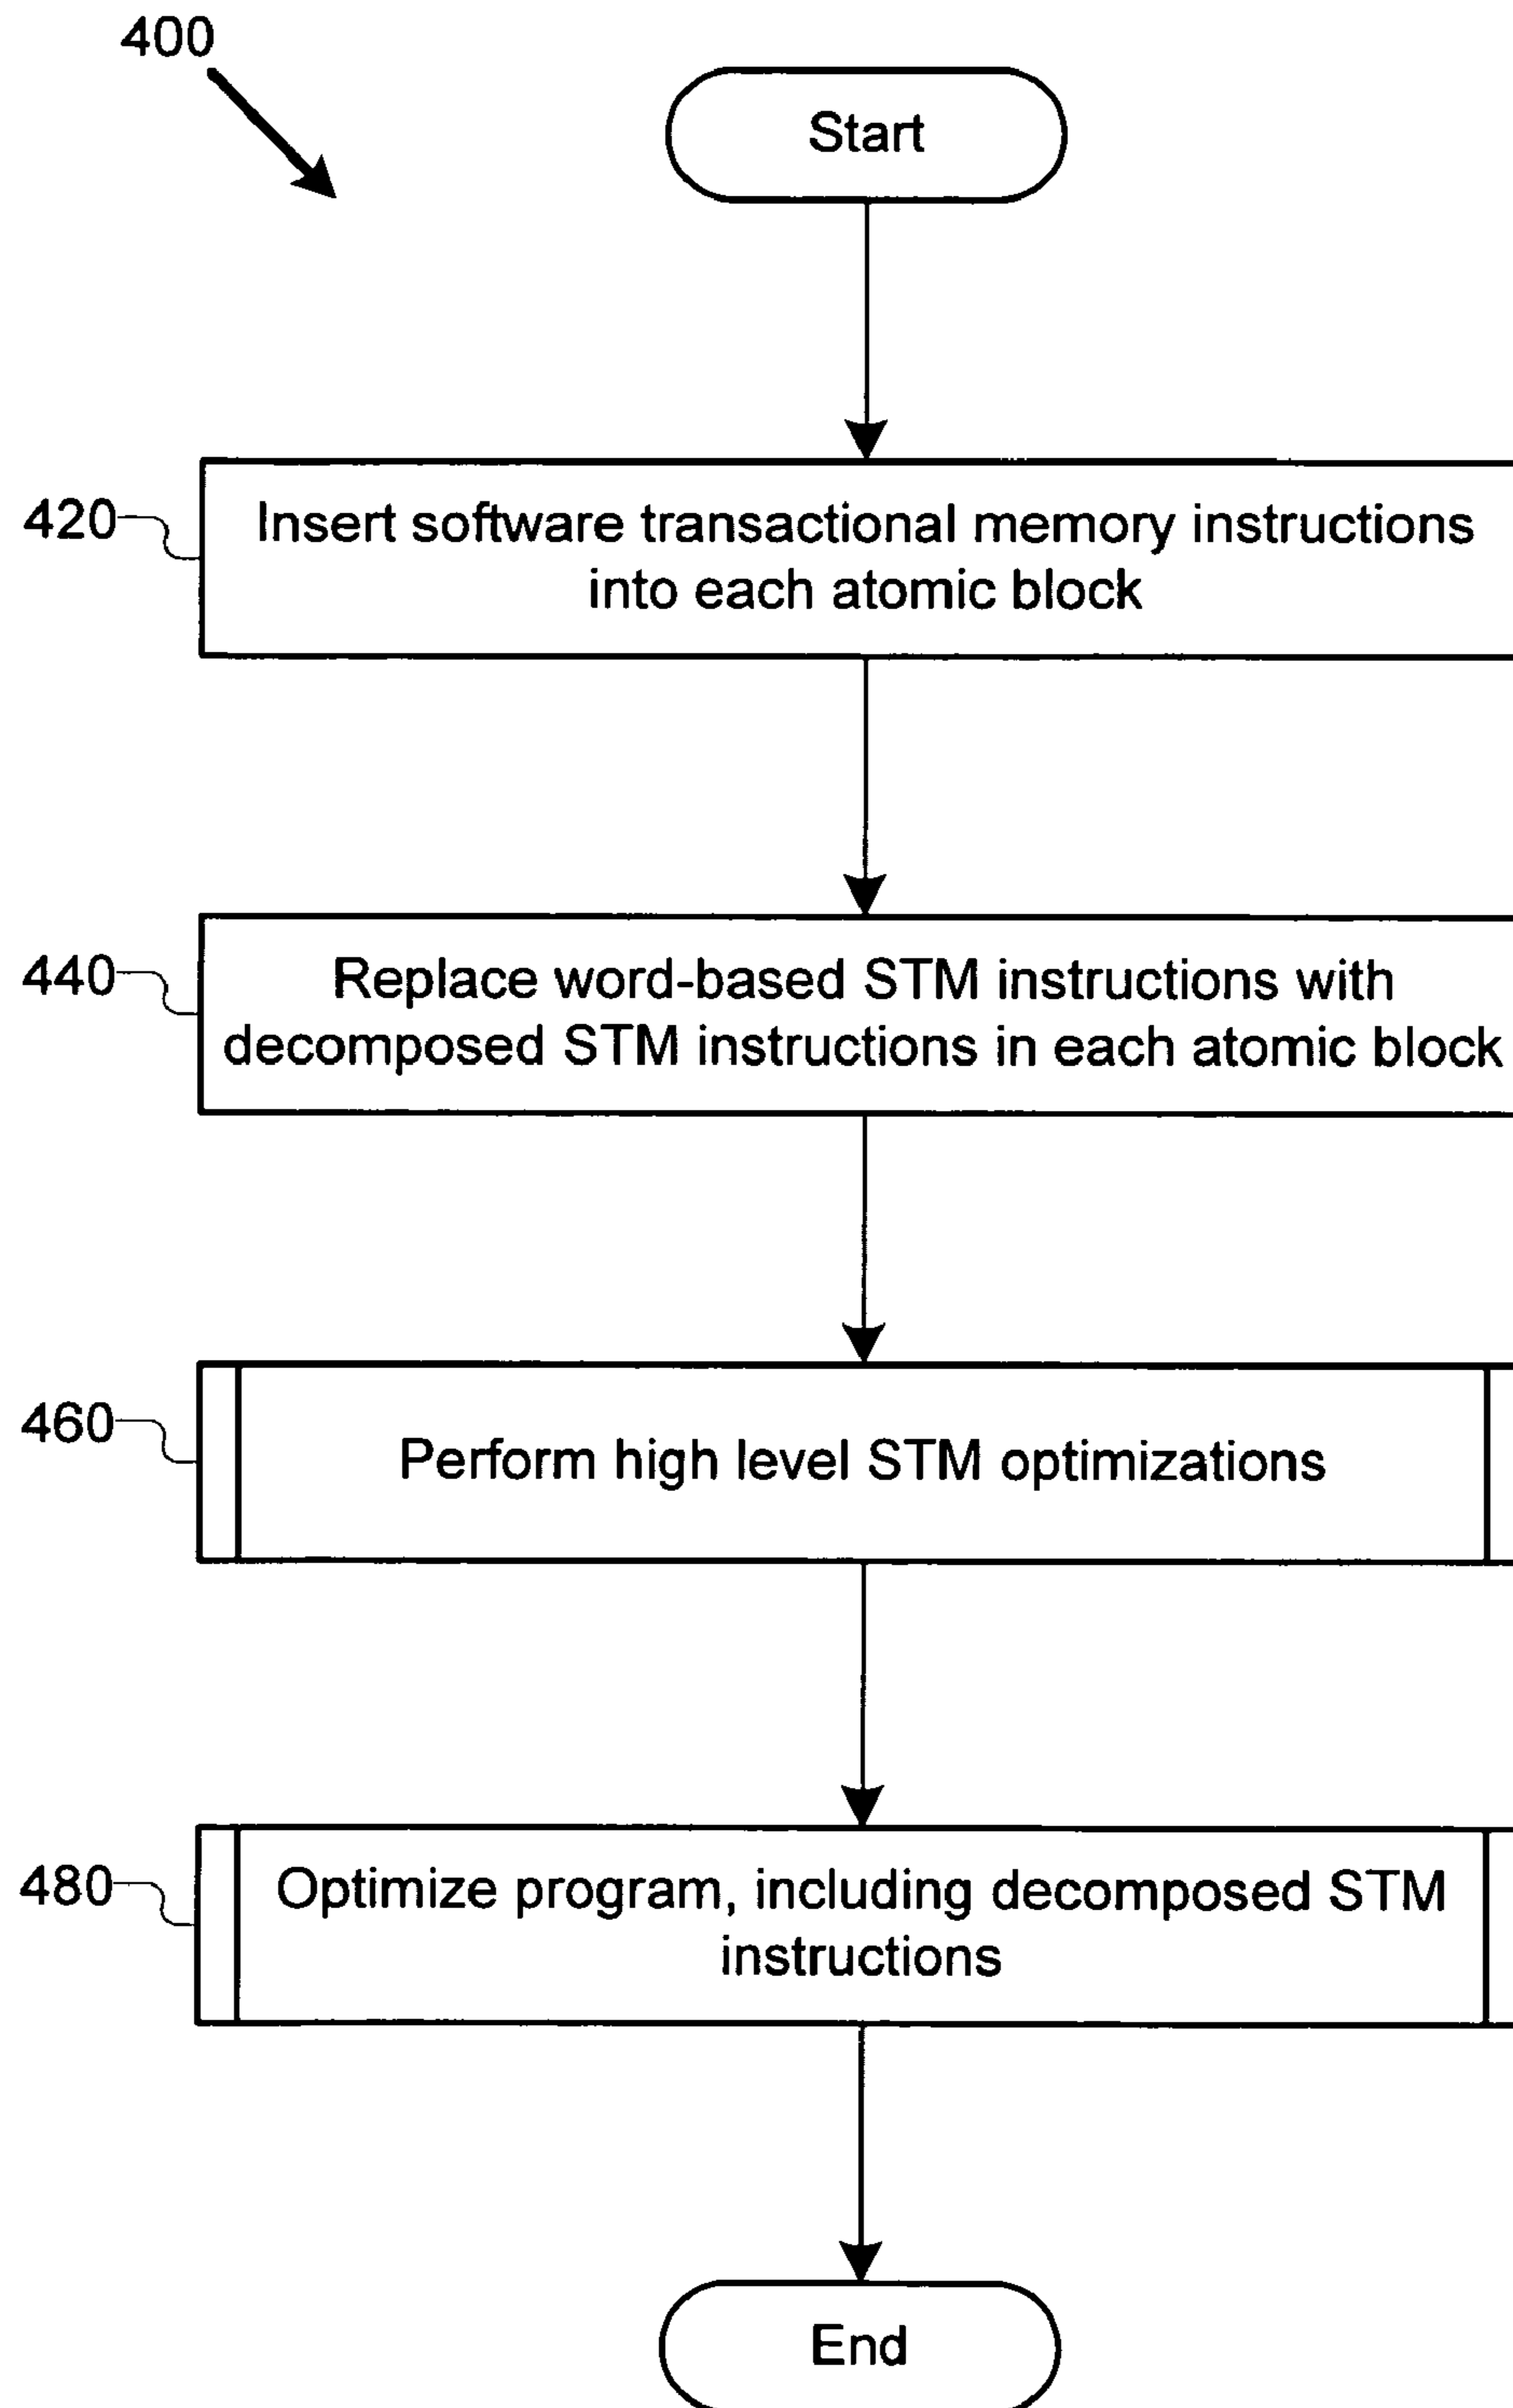 400
Start
420
Insert software transactional memory instructions
into each atomic block
440
Replace word-based STM instructions with
decomposed STM instructions in each atomic block
460
Perform high level STM optimizations
480
Optimize program, including decomposed STM
instructions
End